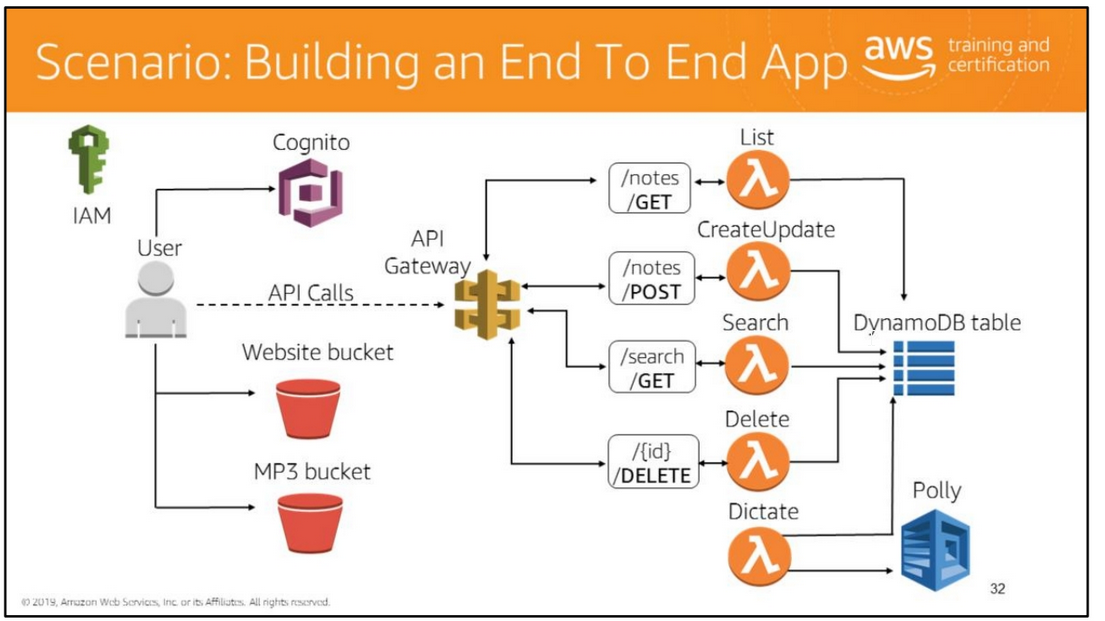 Scenario: Building an End To End App
aws training and
certification
IAM
Cognito
User
API Calls
API
Gateway
Website bucket
MP3 bucket
/notes
/GET
List
/notes
/POST
CreateUpdate
/search
/GET
Search
/{id}
/DELETE
Delete
Dictate
DynamoDB table
Polly
32
© 2019, Amazon Web Services, Inc. or its Affiliates. All rights reserved.